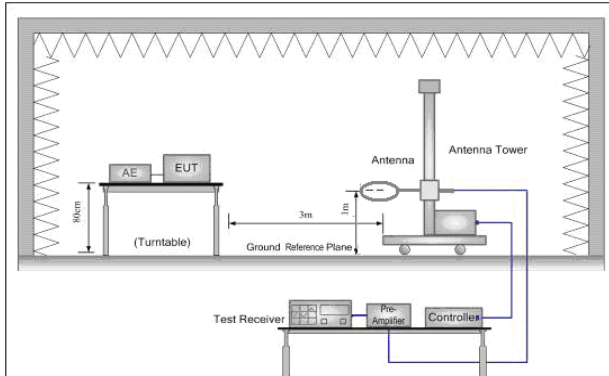 Antenna
Antenna Tower
AE
EUT
80cm
3m
1m
(Turntable)
Ground Reference Plane
Test Receiver
Pre-
Amplifier
Controller